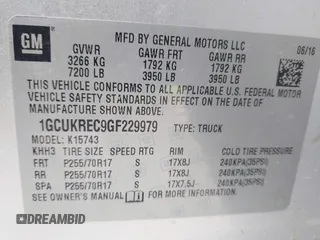 GM
MFD BY GENERAL MOTORS LLC
06/16
GVWR GAWR FRT GAWR RR
3266 KG 1792 KG 1792 KG
7200 LB 3950 LB 3950 LB
THIS VEHICLE CONFORMS TO ALL APPLICABLE U.S. FEDERAL MOTOR
VEHICLE SAFETY STANDARDS IN EFFECT ON THE DATE OF
MANUFACTURE SHOWN ABOVE.
1GCUKREC9GF229979 TYPE: TRUCK
MODEL: K15743
KHH3 TIRE SIZE SPEED RTG RIM COLD TIRE PRESSURE
FRT P255/70R17 S 17X8J 240KPA(35PSI)
RR P255/70R17 S 17X8J 240KPA(35PSI)
SPA P255/70R17 S 17X7.5J 240KPA(35PSI)
SEE OWNER'S MANUAL FOR ADDITIONAL INFORMATION
DIRABID